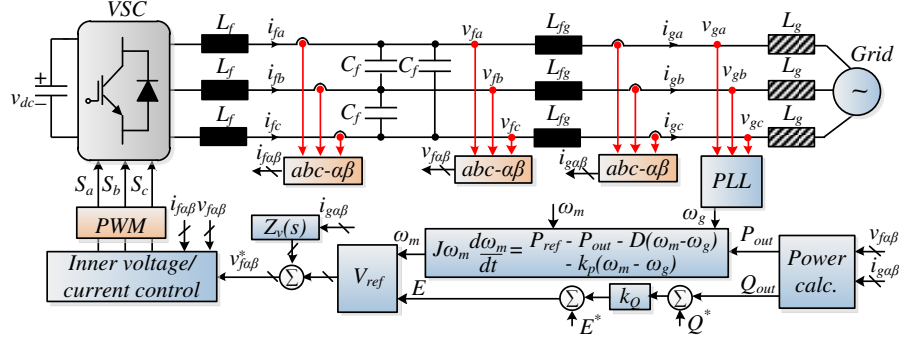 VSC
L_f i_fa v_fa L_fg i_ga v_ga L_g
Grid
C_f C_f
v_dc + −
L_f i_fb v_fb L_fg i_gb v_gb L_g
~
C_f
L_f i_fc v_fc L_fg i_gc v_gc L_g
i_fαβ abc-αβ v_fαβ abc-αβ i_gαβ abc-αβ PLL
S_a S_b S_c
i_fαβ v_fαβ
i_gαβ
ω_m ω_g
PWM
Z_v(s)
ω_m
Jω_m dω_m/dt = P_ref - P_out - D(ω_m-ω_g)
- k_p(ω_m - ω_g)
P_out
v_fαβ
Inner voltage/
current control
v_fαβ^*
Σ
V_ref
Power
calc.
i_gαβ
E
Σ
k_Q
Σ
Q_out
E^*
Q^*